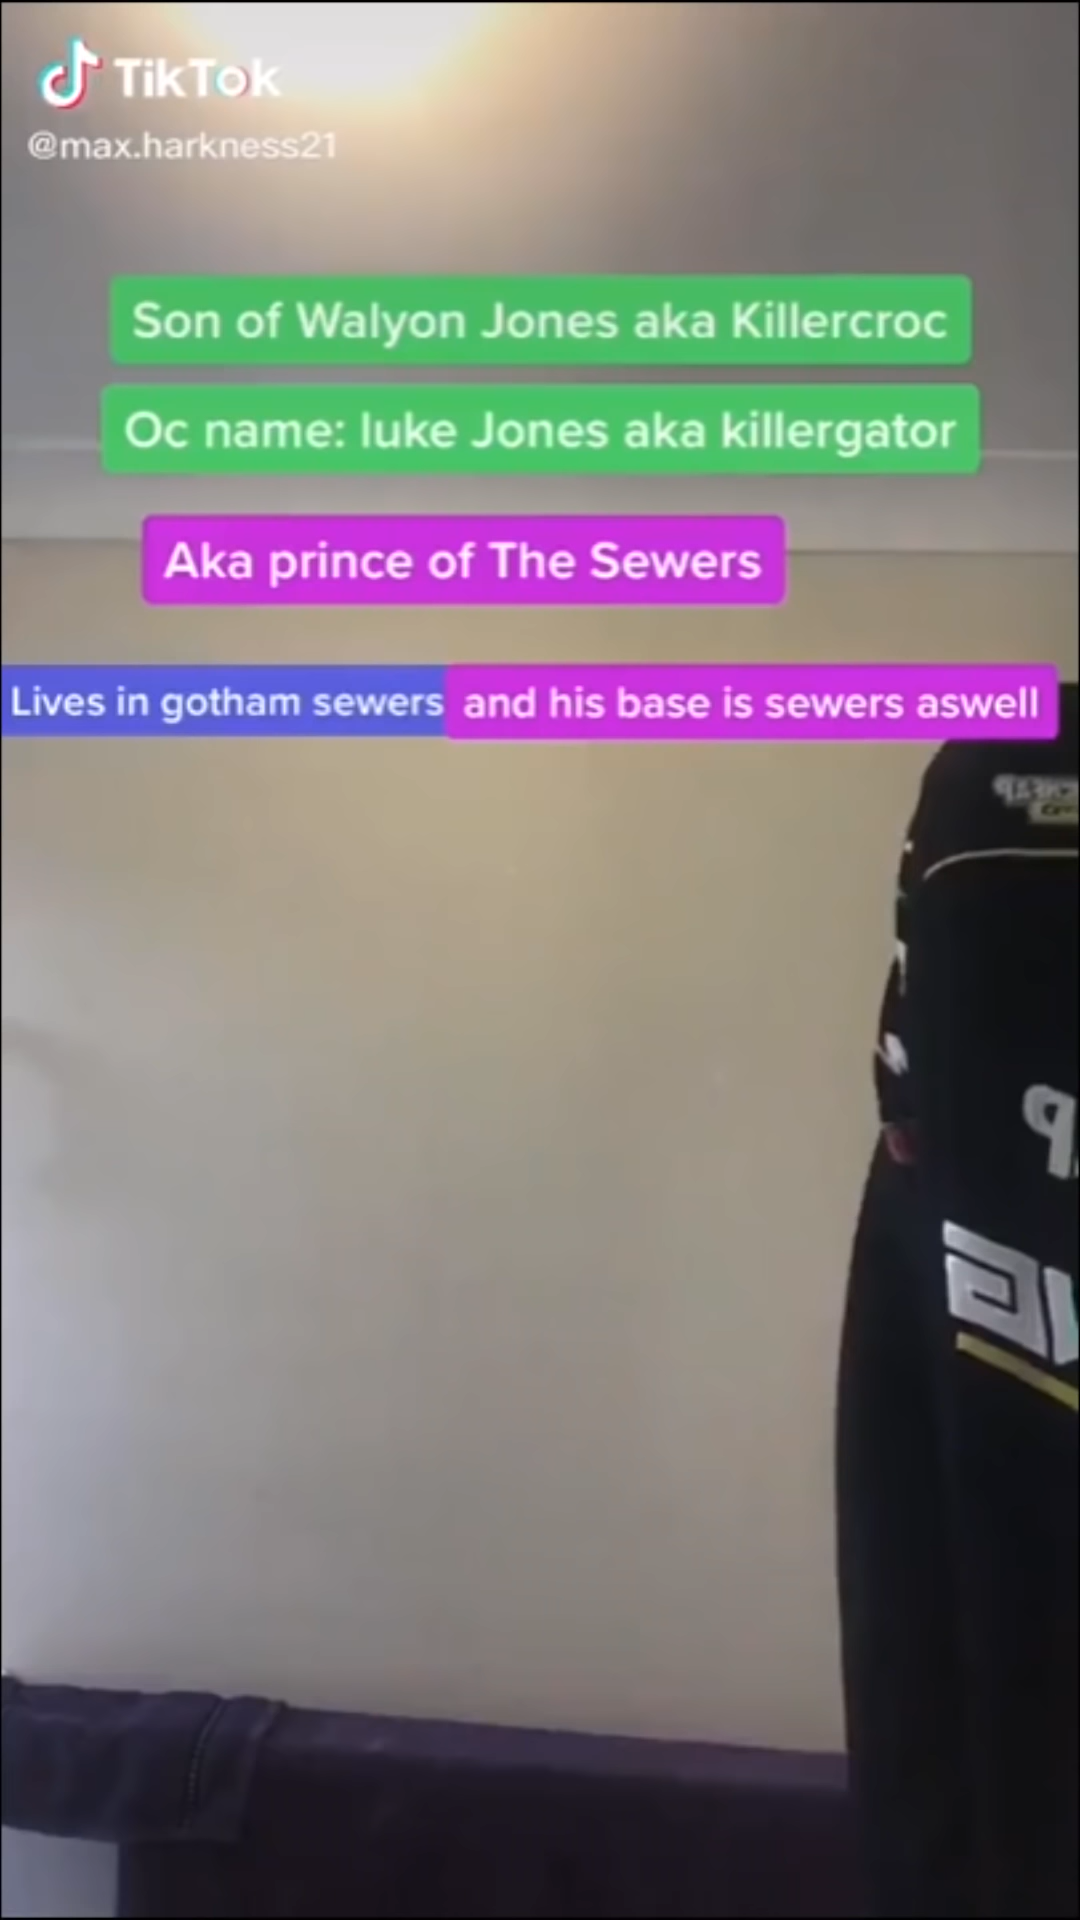 TikTok
@max.harkness21
Son of Walyon Jones aka Killercroc
Oc name: luke Jones aka killergator
Aka prince of The Sewers
Lives in gotham sewers and his base is sewers aswell